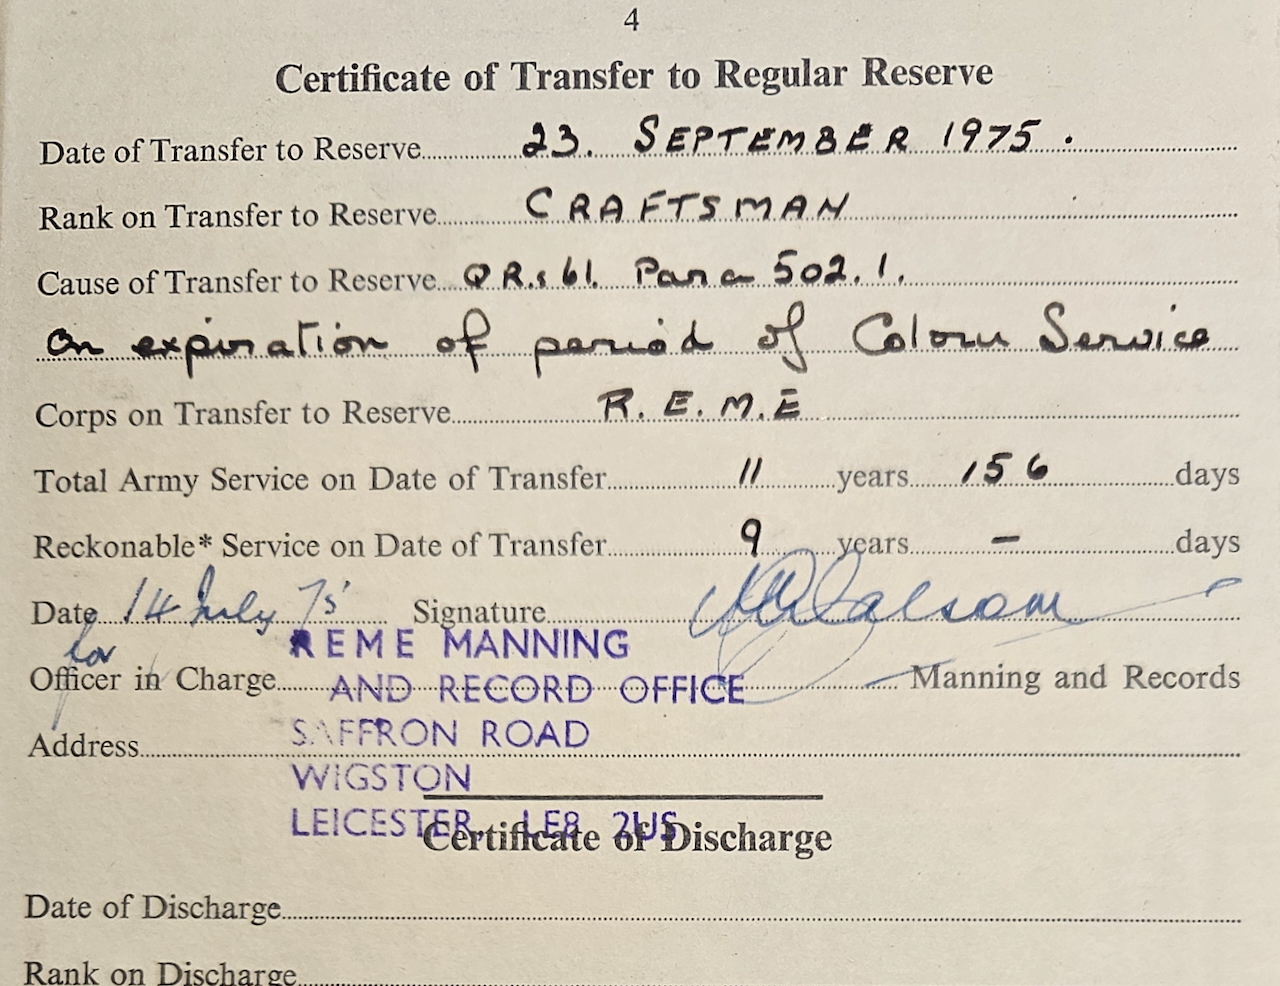 4
Certificate of Transfer to Regular Reserve
Date of Transfer to Reserve 23. SEPTEMBER 1975.
Rank on Transfer to Reserve CRAFTSMAN
Cause of Transfer to Reserve QR.s 61. Para 502.1.
On expiration of period of Colour Service
Corps on Transfer to Reserve R.E.M.E
Total Army Service on Date of Transfer 11 years 156 days
Reckonable* Service on Date of Transfer 9 years – days
Date 14 July 75 Signature
for
REME MANNING
Officer in Charge AND RECORD OFFICE Manning and Records
SAFFRON ROAD
Address
WIGSTON
LEICESTER, LE8 2US
Certificate of Discharge
Date of Discharge
Rank on Discharge